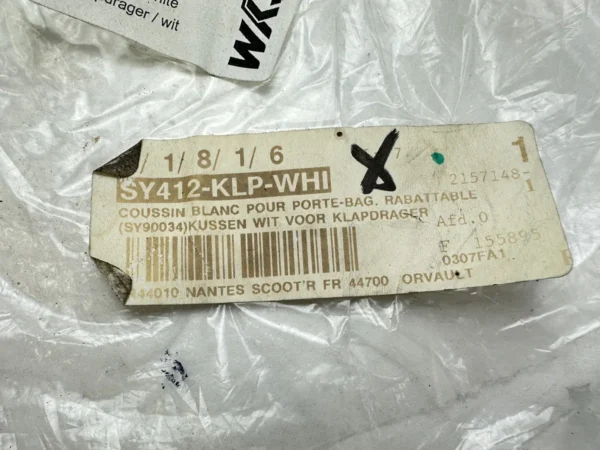 drager / wit
/ 1/ 8/ 1/ 6
7
1
SY412-KLP-WHI
2157148-
1
COUSSIN BLANC POUR PORTE-BAG. RABATTABLE
(SY90034)KUSSEN WIT VOOR KLAPDRAGER
Afd.0
F 155895
0307FA1
44010 NANTES SCOOT'R FR 44700 ORVAULT